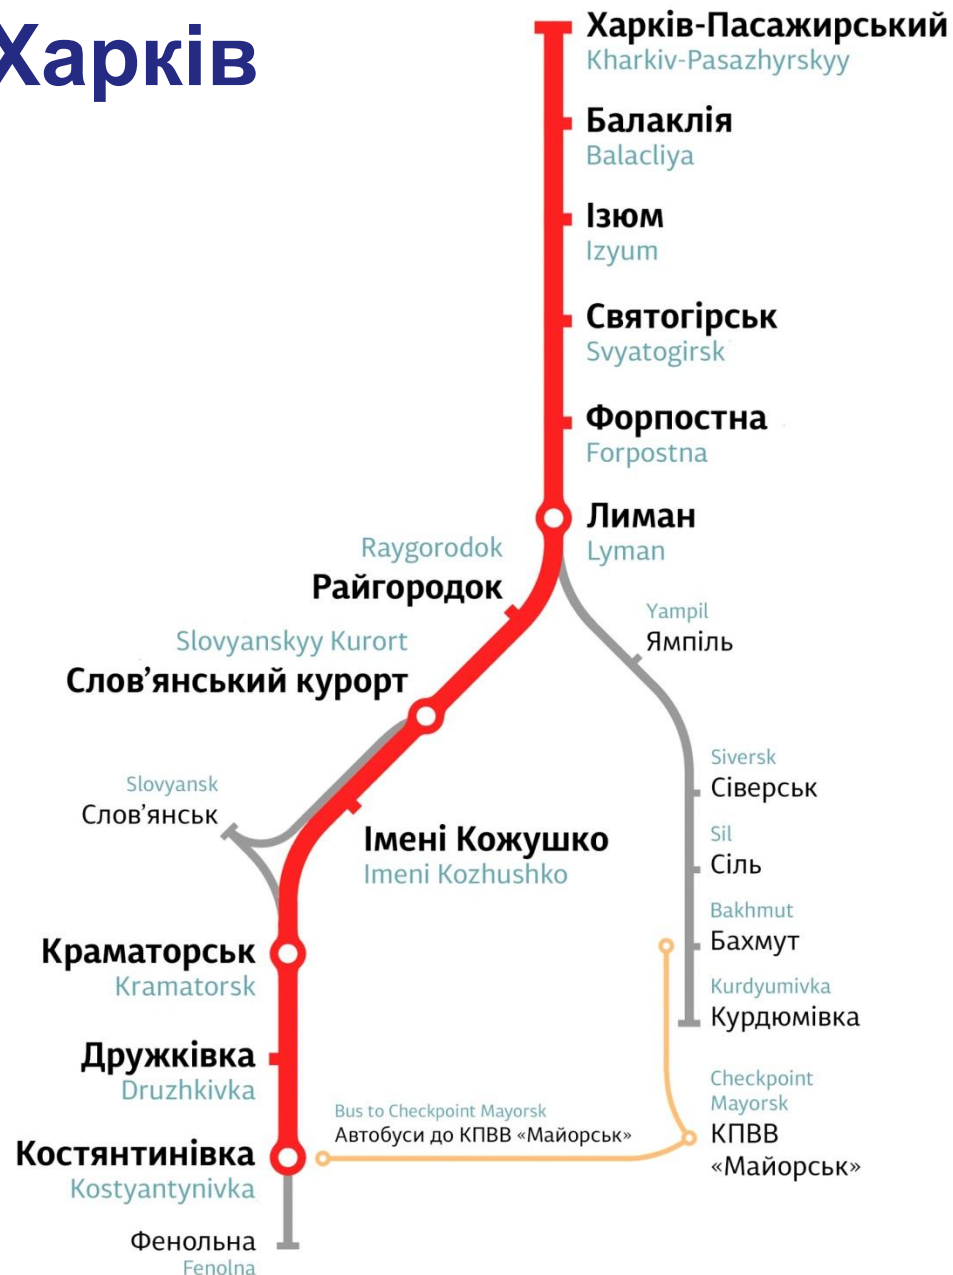 Харків
Харків-Пасажирський
Kharkiv-Pasazhyrskyy
Балаклія
Balacliya
Ізюм
Izyum
Святогірськ
Svyatogirsk
Форпостна
Forpostna
Лиман
Lyman
Raygorodok
Райгородок
Slovyanskyy Kurort
Слов’янський курорт
Yampil
Ямпіль
Slovyansk
Слов’янськ
Імені Кожушко
Imeni Kozhushko
Siversk
Сіверськ
Sil
Сіль
Bakhmut
Бахмут
Kurdyumivka
Курдюмівка
Краматорськ
Kramatorsk
Дружківка
Druzhkivka
Костянтинівка
Kostyantynivka
Фенольна
Fenolna
Bus to Checkpoint Mayorsk
Автобуси до КПВВ «Майорськ»
Checkpoint
Mayorsk
КПВВ
«Майорськ»